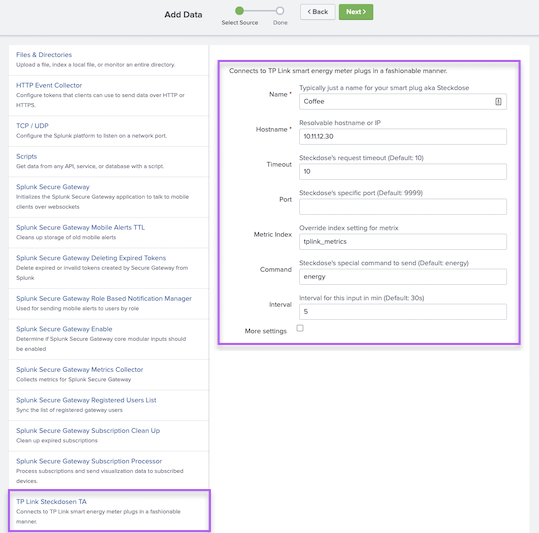 Add Data
Select Source
Done
< Back
Next >
Files & Directories
Upload a file, index a local file, or monitor an entire directory.
HTTP Event Collector
Configure tokens that clients can use to send data over HTTP or
HTTPS.
TCP / UDP
Configure the Splunk platform to listen on a network port.
Scripts
Get data from any API, service, or database with a script.
Splunk Secure Gateway
Initializes the Splunk Secure Gateway application to talk to mobile
clients over websockets
Splunk Secure Gateway Mobile Alerts TTL
Cleans up storage of old mobile alerts
Splunk Secure Gateway Deleting Expired Tokens
Delete expired or invalid tokens created by Secure Gateway from
Splunk
Splunk Secure Gateway Role Based Notification Manager
Used for sending mobile alerts to users by role
Splunk Secure Gateway Enable
Determine if Splunk Secure Gateway core modular inputs should
be enabled
Splunk Secure Gateway Metrics Collector
Collects metrics for Splunk Secure Gateway
Splunk Secure Gateway Registered Users List
Sync the list of registered gateway users
Splunk Secure Gateway Subscription Clean Up
Clean up expired subscriptions
Splunk Secure Gateway Subscription Processor
Process subscriptions and send visualization data to subscribed
devices.
TP Link Steckdosen TA
Connects to TP Link smart energy meter plugs in a fashionable
manner.
Connects to TP Link smart energy meter plugs in a fashionable manner.
Typically just a name for your smart plug aka Steckdose
Name * Coffee
Resolvable hostname or IP
Hostname * 10.11.12.30
Steckdose's request timeout (Default: 10)
Timeout 10
Steckdose's specific port (Default: 9999)
Port
Override index setting for metrix
Metric Index tplink_metrics
Steckdose's special command to send (Default: energy)
Command energy
Interval for this input in min (Default: 30s)
Interval 5
More settings